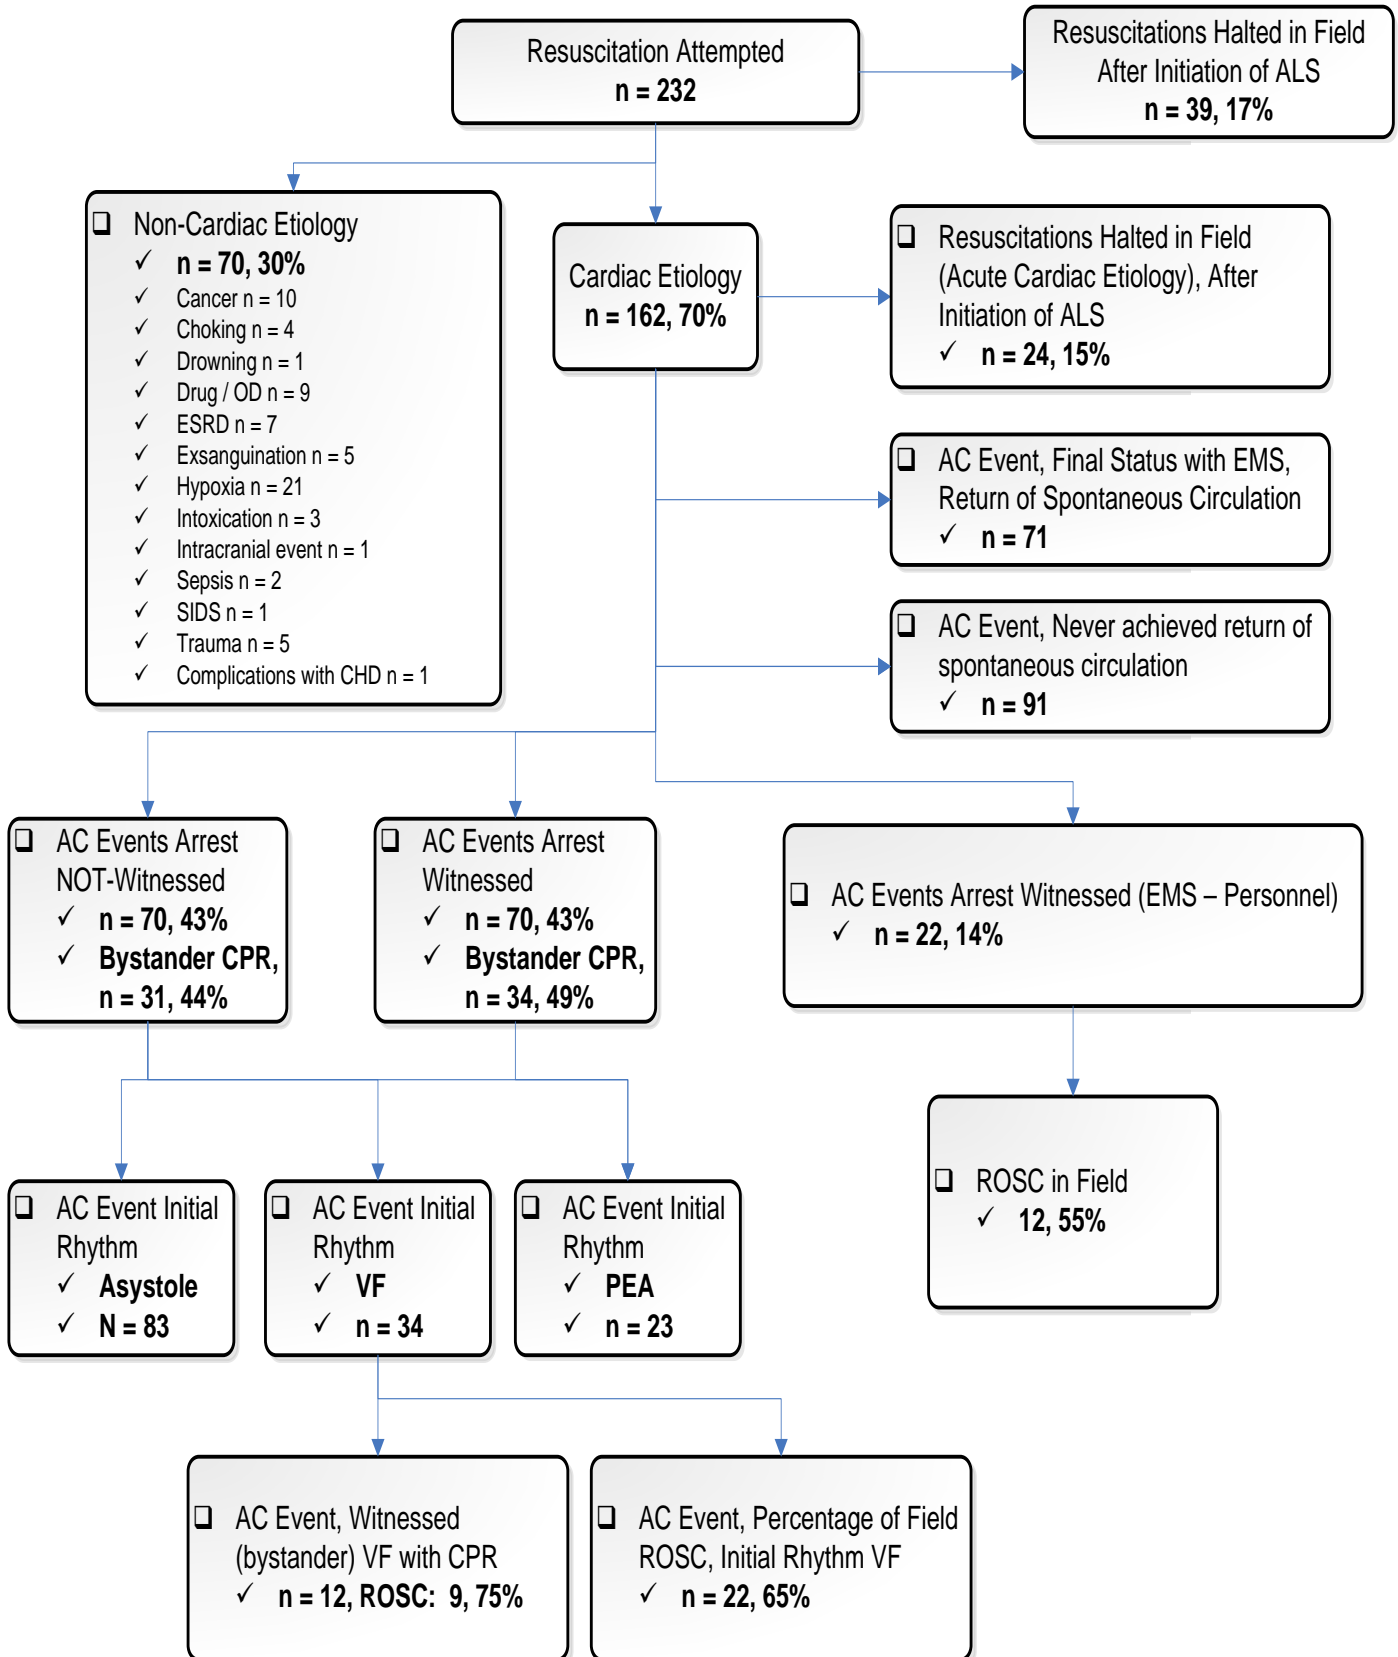 Resuscitation Attempted
n = 232
Resuscitations Halted in Field
After Initiation of ALS
n = 39, 17%
❑ Non-Cardiac Etiology
✓ n = 70, 30%
✓ Cancer n = 10
✓ Choking n = 4
✓ Drowning n = 1
✓ Drug / OD n = 9
✓ ESRD n = 7
✓ Exsanguination n = 5
✓ Hypoxia n = 21
✓ Intoxication n = 3
✓ Intracranial event n = 1
✓ Sepsis n = 2
✓ SIDS n = 1
✓ Trauma n = 5
✓ Complications with CHD n = 1
Cardiac Etiology
n = 162, 70%
❑ Resuscitations Halted in Field
(Acute Cardiac Etiology), After
Initiation of ALS
✓ n = 24, 15%
❑ AC Event, Final Status with EMS,
Return of Spontaneous Circulation
✓ n = 71
❑ AC Event, Never achieved return of
spontaneous circulation
✓ n = 91
❑ AC Events Arrest
NOT-Witnessed
✓ n = 70, 43%
✓ Bystander CPR,
n = 31, 44%
❑ AC Events Arrest
Witnessed
✓ n = 70, 43%
✓ Bystander CPR,
n = 34, 49%
❑ AC Events Arrest Witnessed (EMS – Personnel)
✓ n = 22, 14%
❑ ROSC in Field
✓ 12, 55%
❑ AC Event Initial
Rhythm
✓ Asystole
✓ N = 83
❑ AC Event Initial
Rhythm
✓ VF
✓ n = 34
❑ AC Event Initial
Rhythm
✓ PEA
✓ n = 23
❑ AC Event, Witnessed
(bystander) VF with CPR
✓ n = 12, ROSC: 9, 75%
❑ AC Event, Percentage of Field
ROSC, Initial Rhythm VF
✓ n = 22, 65%